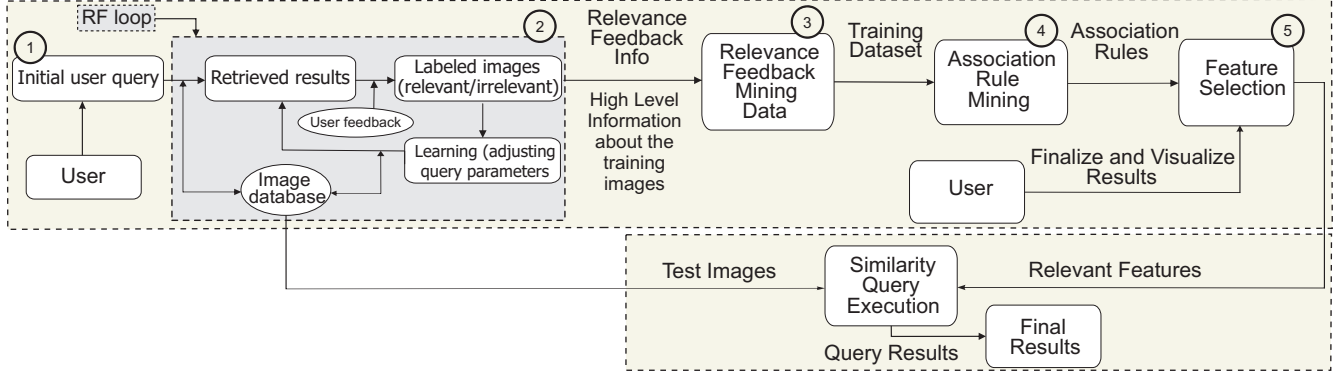 RF loop
1
Initial user query
User
2
Retrieved results
User feedback
Labeled images
(relevant/irrelevant)
Learning (adjusting
query parameters
Image
database
Relevance
Feedback
Info
High Level
Information
about the
training
images
3
Relevance
Feedback
Mining
Data
Training
Dataset
4
Association
Rule
Mining
Association
Rules
5
Feature
Selection
User
Finalize and Visualize
Results
Test Images
Similarity
Query
Execution
Relevant Features
Query Results
Final
Results